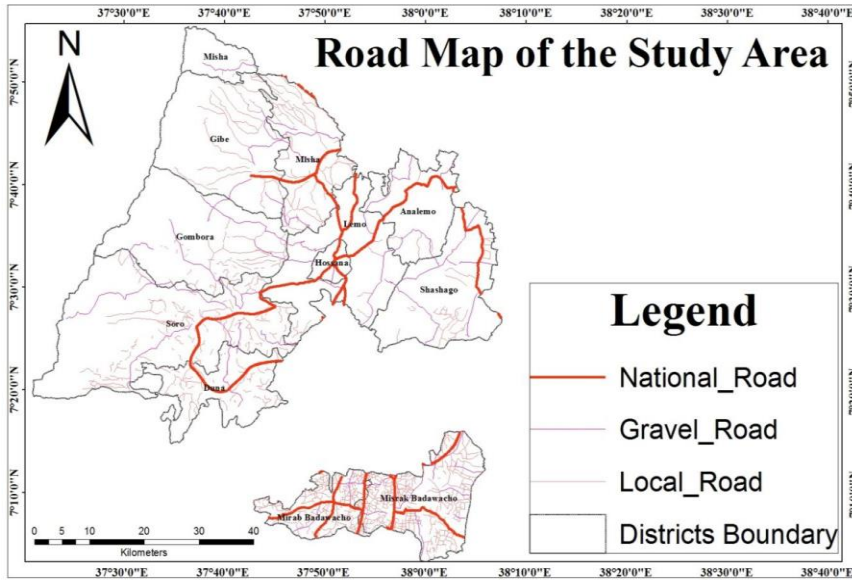 37°30'0"E 37°40'0"E 37°50'0"E 38°0'0"E 38°10'0"E 38°20'0"E 38°30'0"E 38°40'0"E
N
Road Map of the Study Area
7°50'0"N
7°40'0"N
7°30'0"N
7°20'0"N
7°10'0"N
Misha
Gibe
Misha
Analemo
Lemo
Gombora
Hossana
Shashago
Soro
Duna
Misrak Badawacho
Mirab Badawacho
Legend
National_Road
Gravel_Road
Local_Road
Districts Boundary
0 5 10 20 30 40
Kilometers
37°30'0"E 37°40'0"E 37°50'0"E 38°0'0"E 38°10'0"E 38°20'0"E 38°30'0"E 38°40'0"E